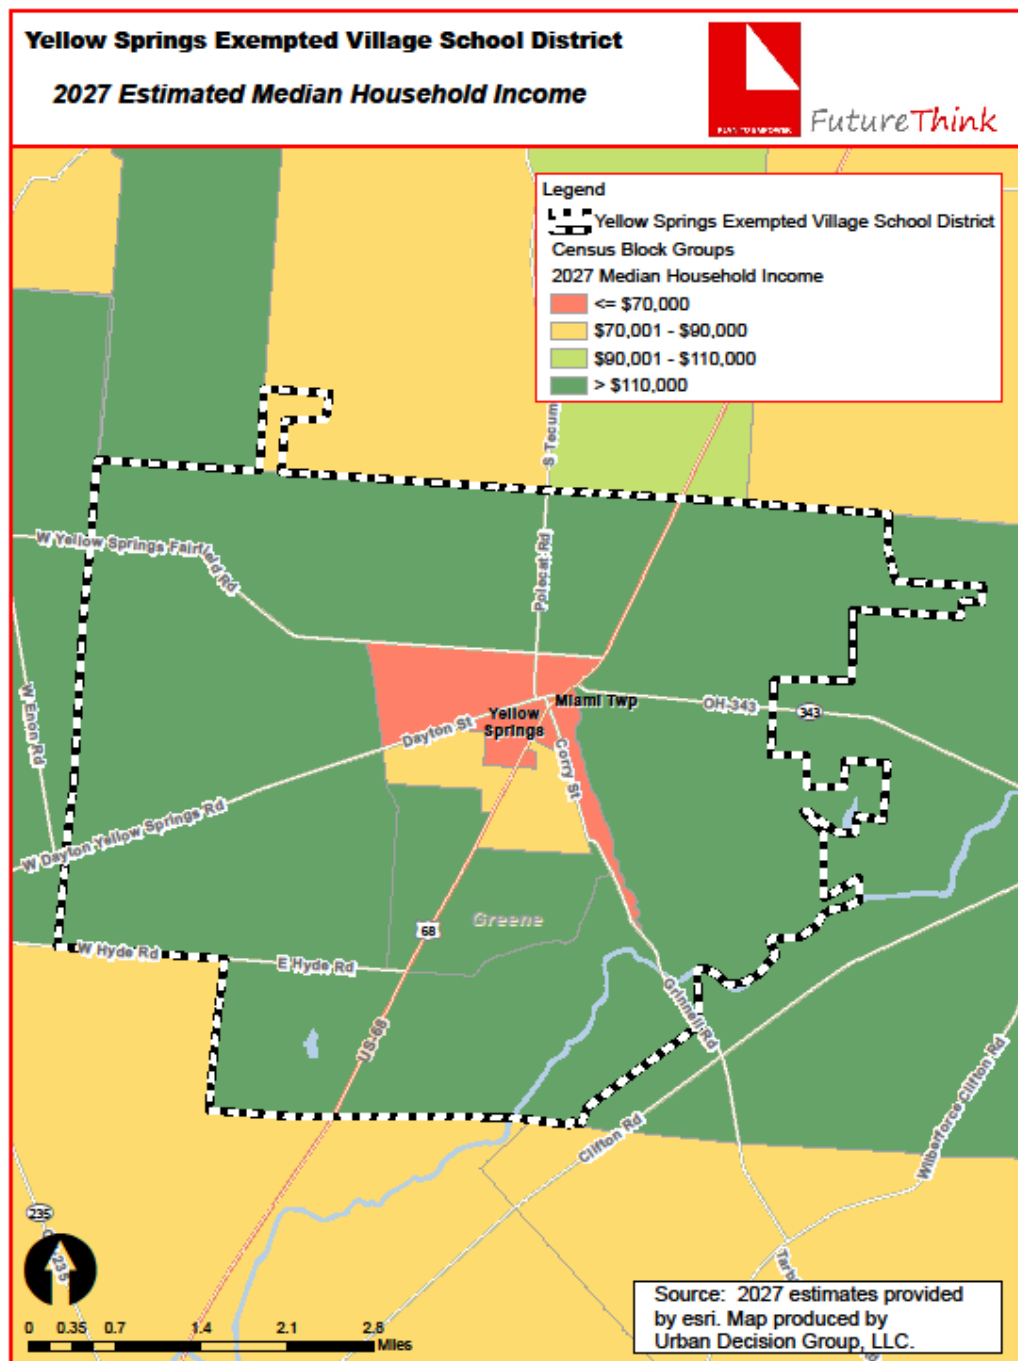 Yellow Springs Exempted Village School District
2027 Estimated Median Household Income
PLAN TO EMPOWER
FutureThink
Legend
Yellow Springs Exempted Village School District
Census Block Groups
2027 Median Household Income
<= $70,000
$70,001 - $90,000
$90,001 - $110,000
> $110,000
S Tecum
W Yellow Springs Fairfield Rd
Polecat Rd
W Enon Rd
Miami Twp
OH-343
343
Yellow
Springs
Dayton St
Corry St
W Dayton Yellow Springs Rd
Greene
68
W Hyde Rd
E Hyde Rd
Grinnell Rd
US-68
Clifton Rd
Wilberforce Clifton Rd
235
235
Tarb
0 0.35 0.7 1.4 2.1 2.8
Miles
Source: 2027 estimates provided
by esri. Map produced by
Urban Decision Group, LLC.